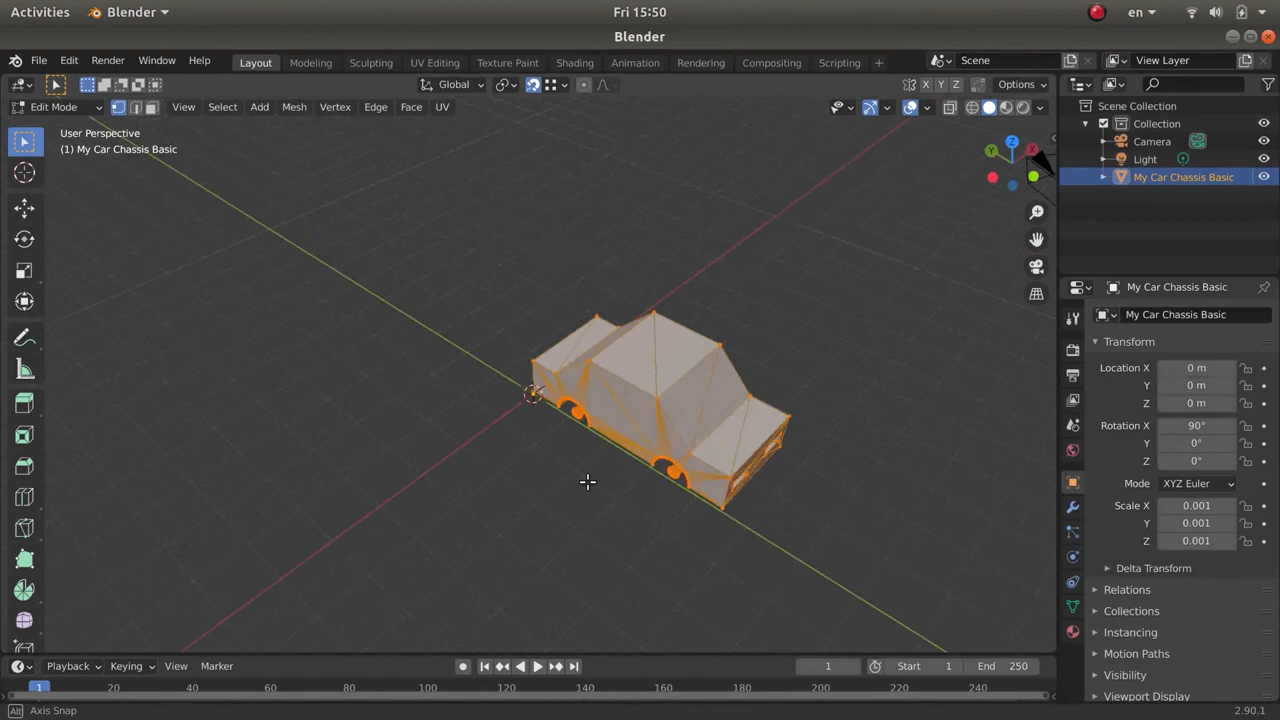 Activities Blender Fri 15:50 en
Blender
File Edit Render Window Help Layout Modeling Sculpting UV Editing Texture Paint Shading Animation Rendering Compositing Scripting + Scene View Layer
Global X Y Z Options
Edit Mode View Select Add Mesh Vertex Edge Face UV
Scene Collection
Collection
Camera
Light
My Car Chassis Basic
User Perspective
(1) My Car Chassis Basic
Z
Y
X
My Car Chassis Basic
My Car Chassis Basic
Transform
Location X 0 m
Y 0 m
Z 0 m
Rotation X 90°
Y 0°
Z 0°
Mode XYZ Euler
Scale X 0.001
Y 0.001
Z 0.001
Delta Transform
Relations
Collections
Instancing
Motion Paths
Visibility
Viewport Display
Playback Keying View Marker 1 Start 1 End 250
1 20 40 60 80 100 120 140 160 180 200 220 240
Alt Axis Snap 2.90.1